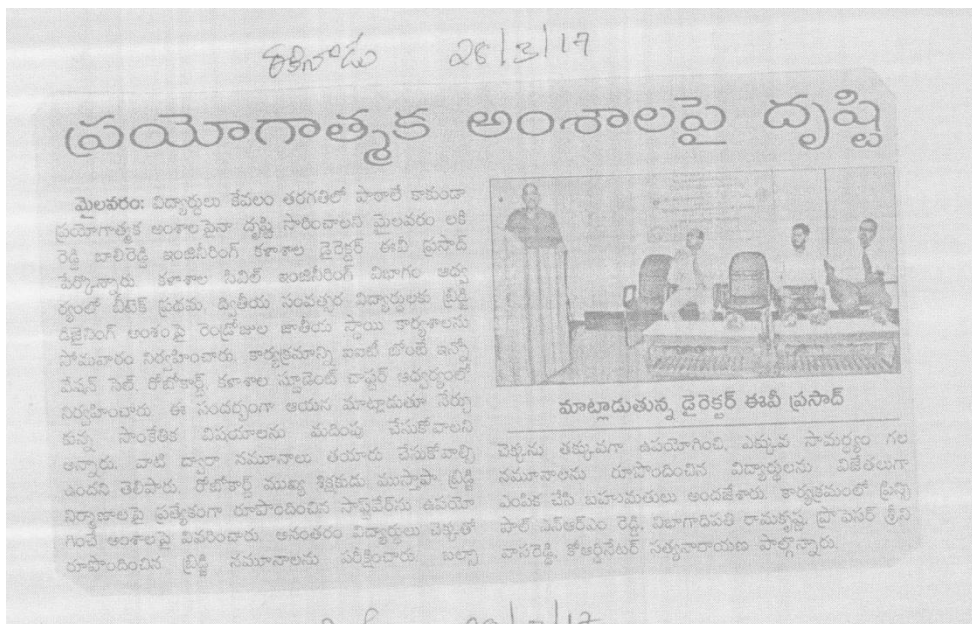 ఈనాడు 28/3/17
ప్రయోగాత్మక అంశాలపై దృష్టి
మైలవరం: విద్యార్థులు కేవలం తరగతిలో పాఠాలే కాకుండా
ప్రయోగాత్మక అంశాలపైనా దృష్టి సారించాలని మైలవరం లకి
రెడ్డి బాలిరెడ్డి ఇంజినీరింగ్ కళాశాల డైరెక్టర్ ఈవీ ప్రసాద్
పేర్కొన్నారు. కళాశాల సివిల్ ఇంజినీరింగ్ విభాగం ఆధ్వ
ర్యంలో బీటెక్ ప్రథమ, ద్వితీయ సంవత్సర విద్యార్థులకు బ్రిడ్జి
డిజైనింగ్ అంశంపై రెండ్రోజుల జాతీయ స్థాయి కార్యశాలను
సోమవారం నిర్వహించారు. కార్యక్రమాన్ని ఐఐటీ బోంబే ఇన్నో
వేషన్ సెల్, రోబోకార్ట్, కళాశాల స్టూడెంట్ చాప్టర్ ఆధ్వర్యంలో
నిర్వహించారు. ఈ సందర్భంగా ఆయన మాట్లాడుతూ నేర్చు
కున్న సాంకేతిక విషయాలను మదింపు చేసుకోవాలని
అన్నారు. వాటి ద్వారా నమూనాలు తయారు చేసుకోవాల్సి
ఉందని తెలిపారు. రోబోకార్ట్ ముఖ్య శిక్షకుడు ముస్తాఫా బ్రిడ్జి
నిర్మాణాలపై ప్రత్యేకంగా రూపొందించిన సాఫ్ట్‌వేర్‌ను ఉపయో
గించే అంశాలపై వివరించారు. అనంతరం విద్యార్థులు చెక్కతో
రూపొందించిన బ్రిడ్జి నమూనాలను పరీక్షించారు. బల్సా
మాట్లాడుతున్న డైరెక్టర్ ఈవీ ప్రసాద్
చెక్కను తక్కువగా ఉపయోగించి, ఎక్కువ సామర్థ్యం గల
నమూనాలను రూపొందించిన విద్యార్థులను విజేతలుగా
ఎంపిక చేసి బహుమతులు అందజేశారు. కార్యక్రమంలో ప్రిన్సి
పాల్ ఎన్ఆర్ఎం రెడ్డి, విభాగాధిపతి రామకృష్ణ, ప్రొఫెసర్ శ్రీని
వాసరెడ్డి, కోఆర్డినేటర్ సత్యనారాయణ పాల్గొన్నారు.